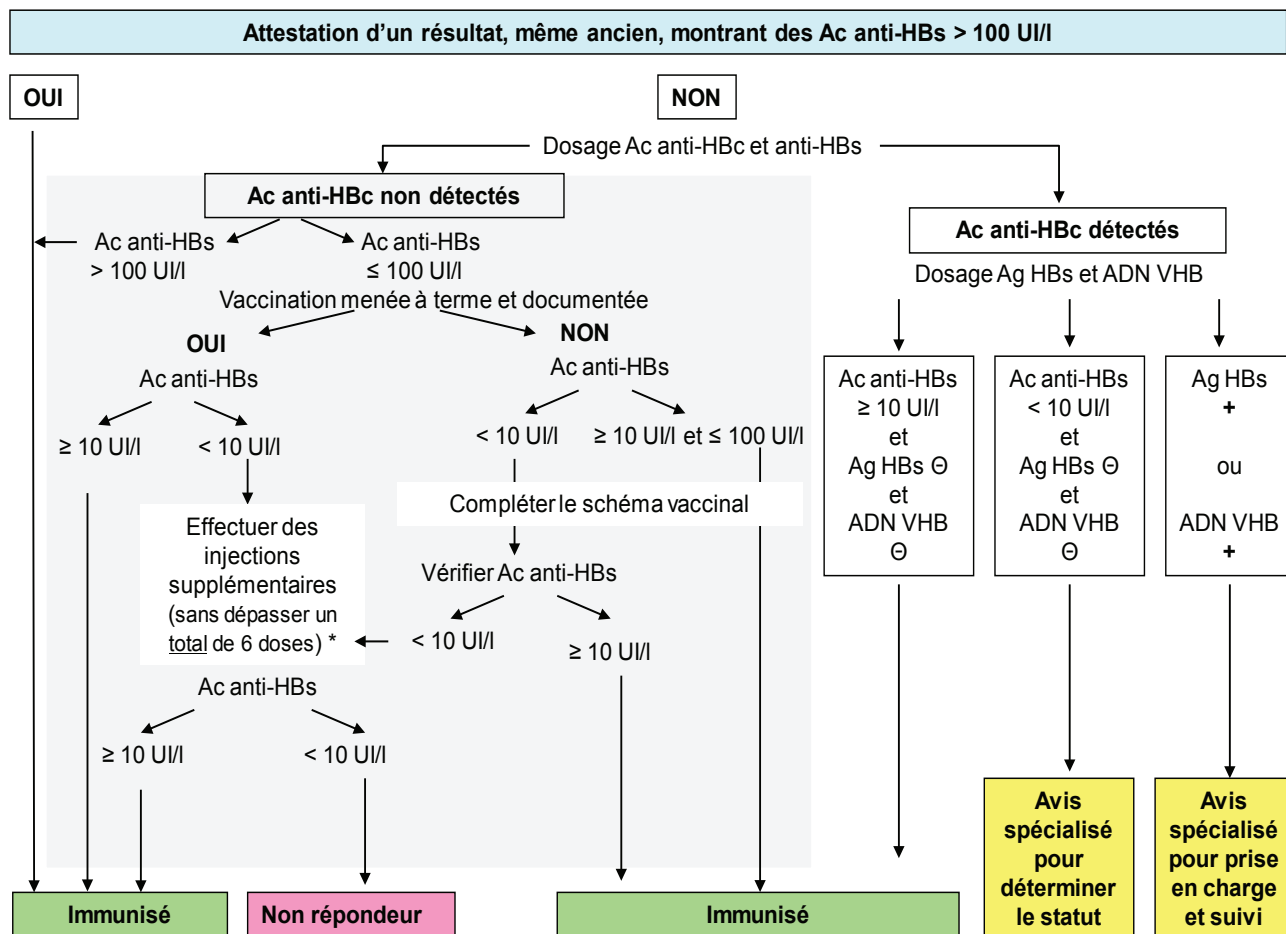 Attestation d’un résultat, même ancien, montrant des Ac anti-HBs > 100 UI/l
OUI
NON
Dosage Ac anti-HBc et anti-HBs
Ac anti-HBc non détectés
Ac anti-HBs
> 100 UI/l
Ac anti-HBs
≤ 100 UI/l
Vaccination menée à terme et documentée
OUI
Ac anti-HBs
≥ 10 UI/l
< 10 UI/l
NON
Ac anti-HBs
< 10 UI/l
≥ 10 UI/l et ≤ 100 UI/l
Effectuer des
injections
supplémentaires
(sans dépasser un
total de 6 doses) *
Compléter le schéma vaccinal
Vérifier Ac anti-HBs
< 10 UI/l
≥ 10 UI/l
Ac anti-HBs
≥ 10 UI/l
< 10 UI/l
Ac anti-HBc détectés
Dosage Ag HBs et ADN VHB
Ac anti-HBs
≥ 10 UI/l
et
Ag HBs Θ
et
ADN VHB
Θ
Ac anti-HBs
< 10 UI/l
et
Ag HBs Θ
et
ADN VHB
Θ
Ag HBs
+
ou
ADN VHB
+
Immunisé
Non répondeur
Immunisé
Avis
spécialisé
pour
déterminer
le statut
Avis
spécialisé
pour prise
en charge
et suivi